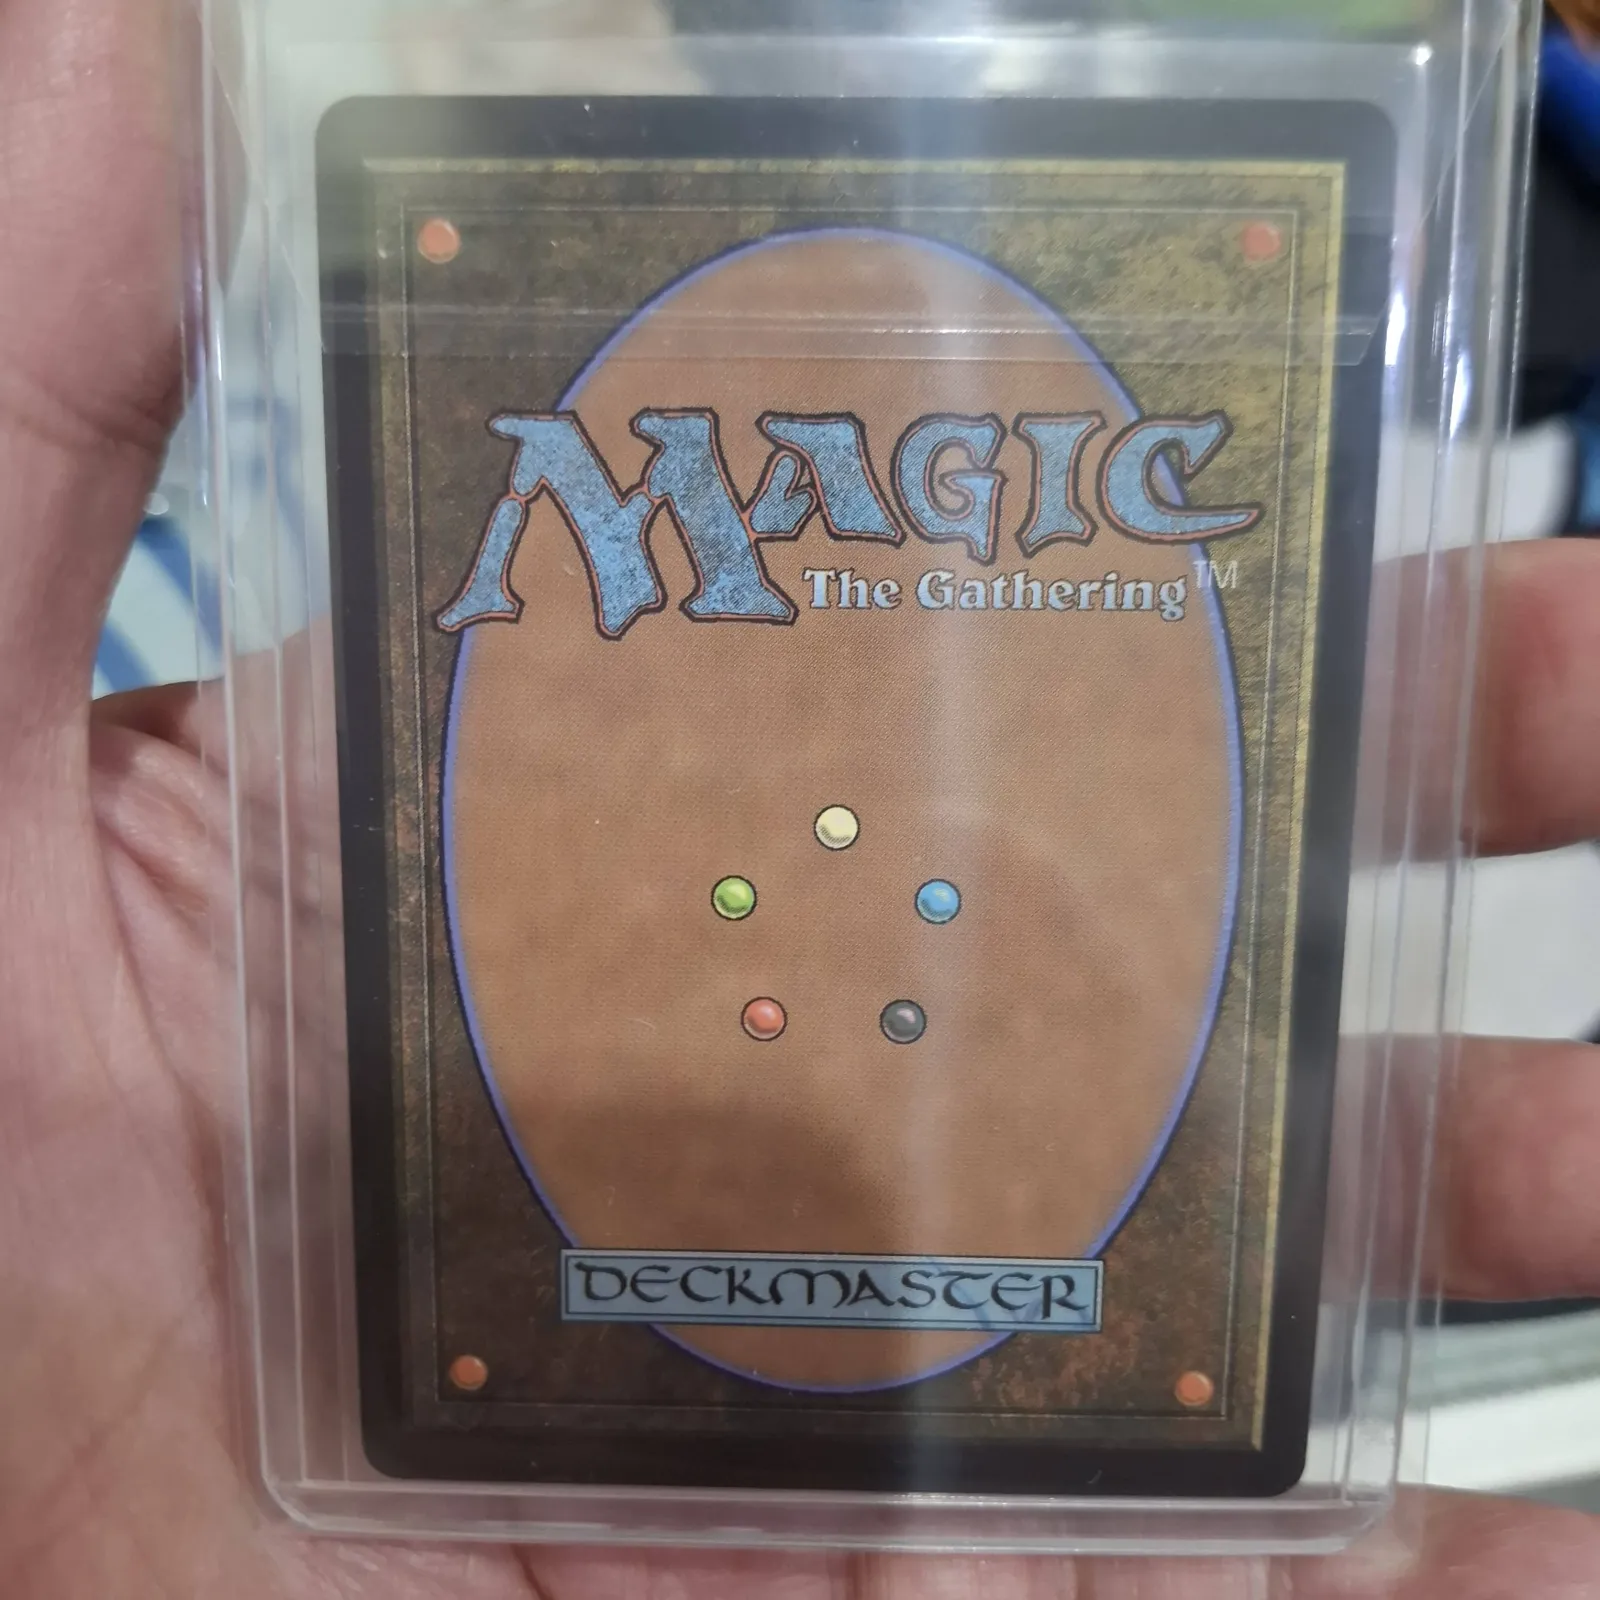 MAGIC
The Gathering™
DECKMASTER